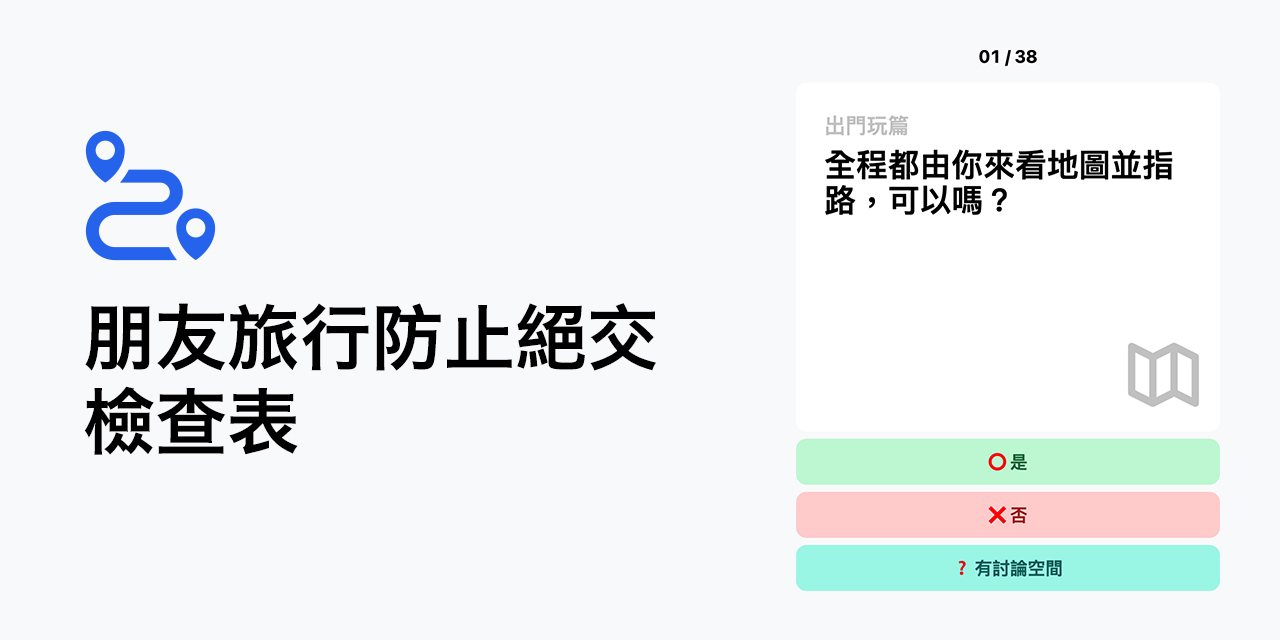 朋友旅行防止絕交
檢查表
01 / 38
出門玩篇
全程都由你來看地圖並指
路，可以嗎？
⭕ 是
❌ 否
❓ 有討論空間